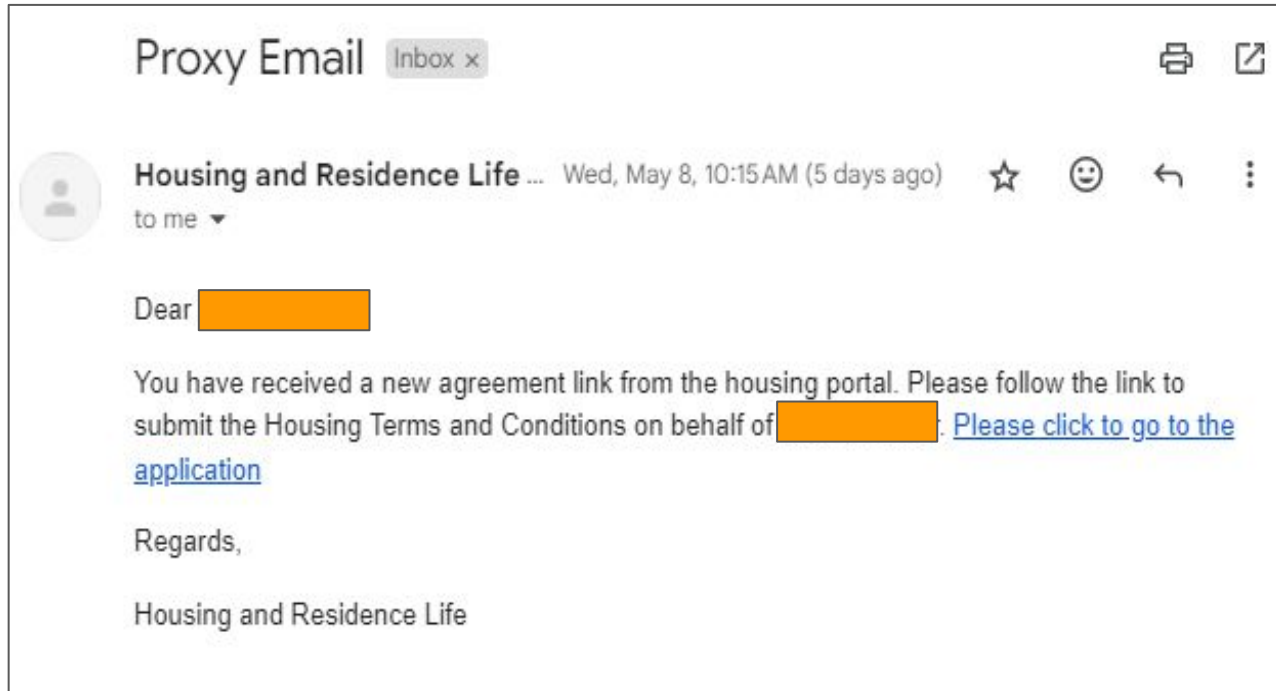 Proxy Email Inbox ×
Housing and Residence Life ... Wed, May 8, 10:15 AM (5 days ago)
to me
Dear
You have received a new agreement link from the housing portal. Please follow the link to
submit the Housing Terms and Conditions on behalf of . Please click to go to the
application
Regards,
Housing and Residence Life